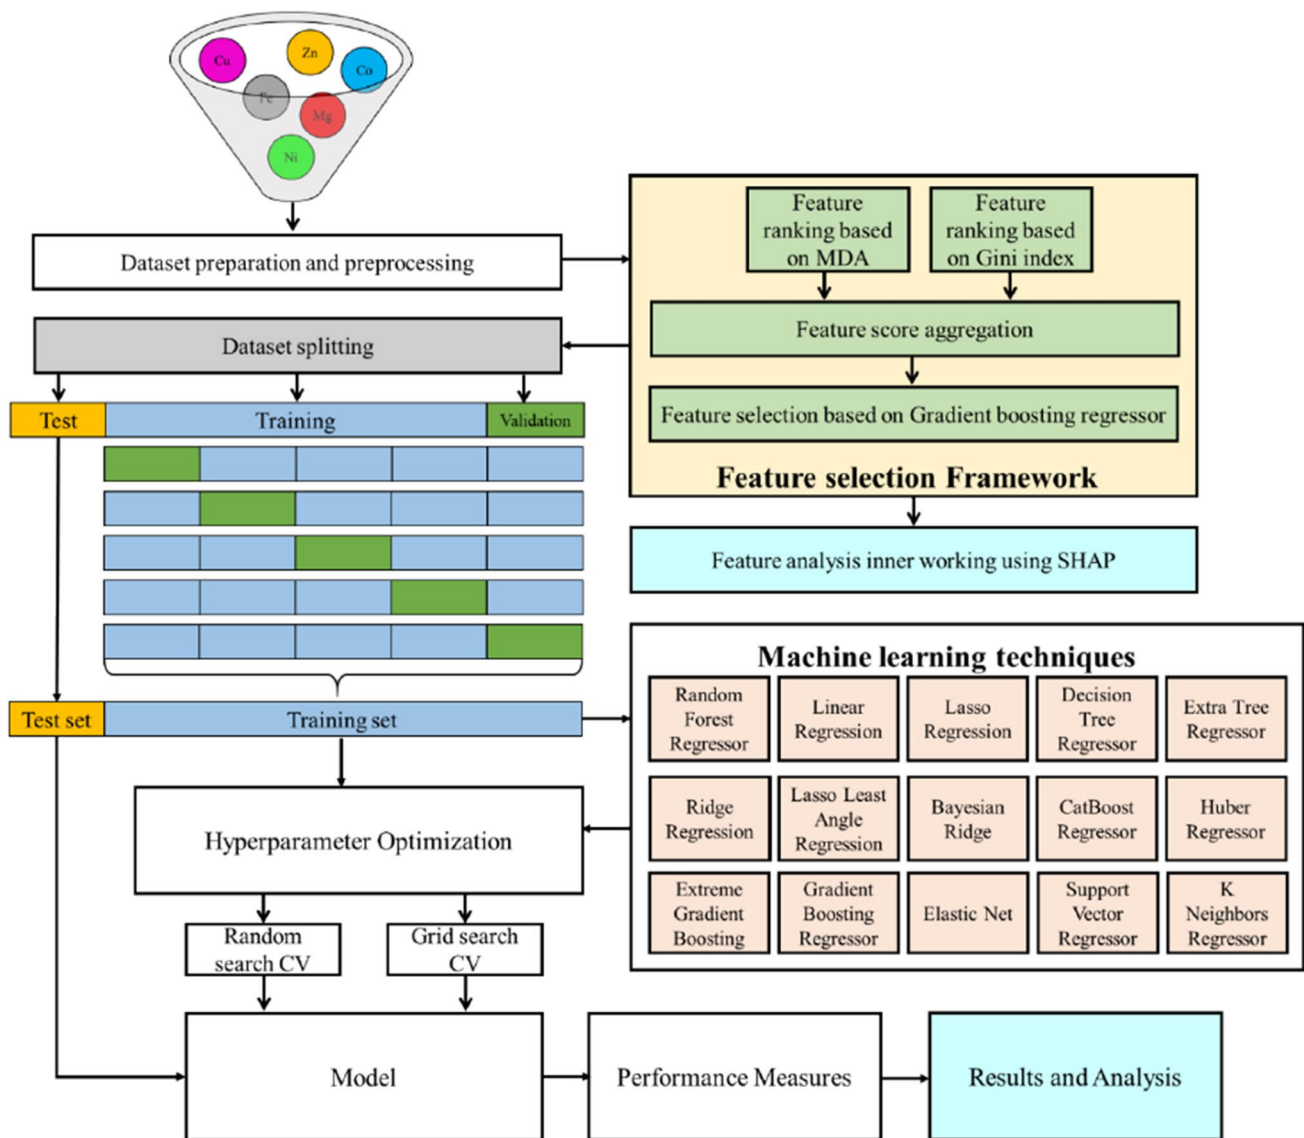 Cu
Zn
Co
Fe
Mg
Ni
Dataset preparation and preprocessing
Feature
ranking based
on MDA
Feature
ranking based
on Gini index
Feature score aggregation
Feature selection based on Gradient boosting regressor
Feature selection Framework
Dataset splitting
Test
Training
Validation
Feature analysis inner working using SHAP
Test set
Training set
Machine learning techniques
Random
Forest
Regressor
Linear
Regression
Lasso
Regression
Decision
Tree
Regressor
Extra Tree
Regressor
Ridge
Regression
Lasso Least
Angle
Regression
Bayesian
Ridge
CatBoost
Regressor
Huber
Regressor
Extreme
Gradient
Boosting
Gradient
Boosting
Regressor
Elastic Net
Support
Vector
Regressor
K
Neighbors
Regressor
Hyperparameter Optimization
Random
search CV
Grid search
CV
Model
Performance Measures
Results and Analysis